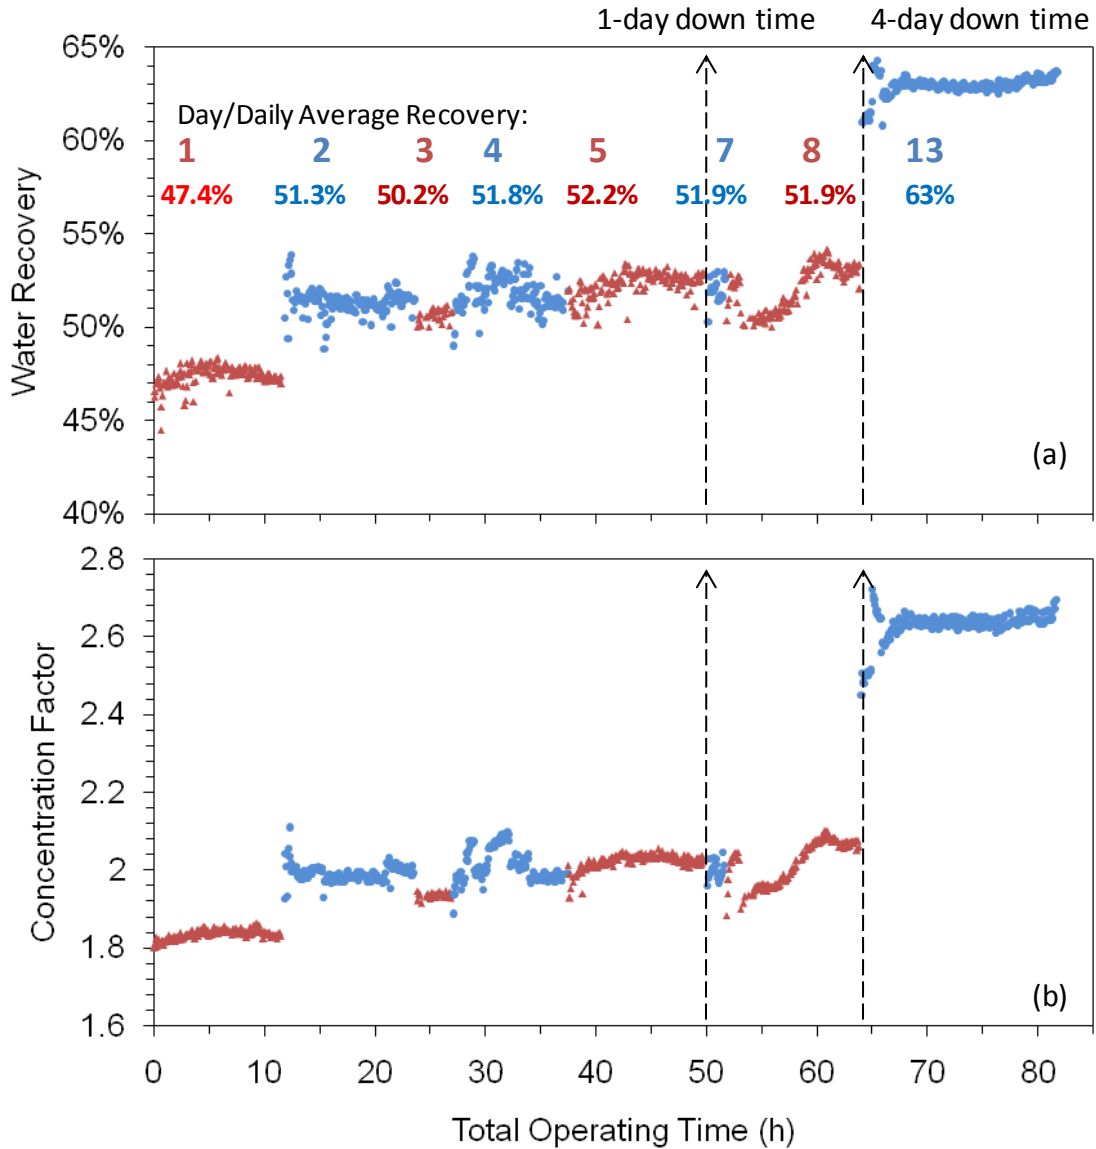 1-day down time 4-day down time
65%
Day/Daily Average Recovery:
60%
1 2 3 4 5 7 8 13
47.4% 51.3% 50.2% 51.8% 52.2% 51.9% 51.9% 63%
55%
Water Recovery
50%
45%
(a)
40%
2.8
2.6
2.4
Concentration Factor
2.2
2
1.8
(b)
1.6
0 10 20 30 40 50 60 70 80
Total Operating Time (h)